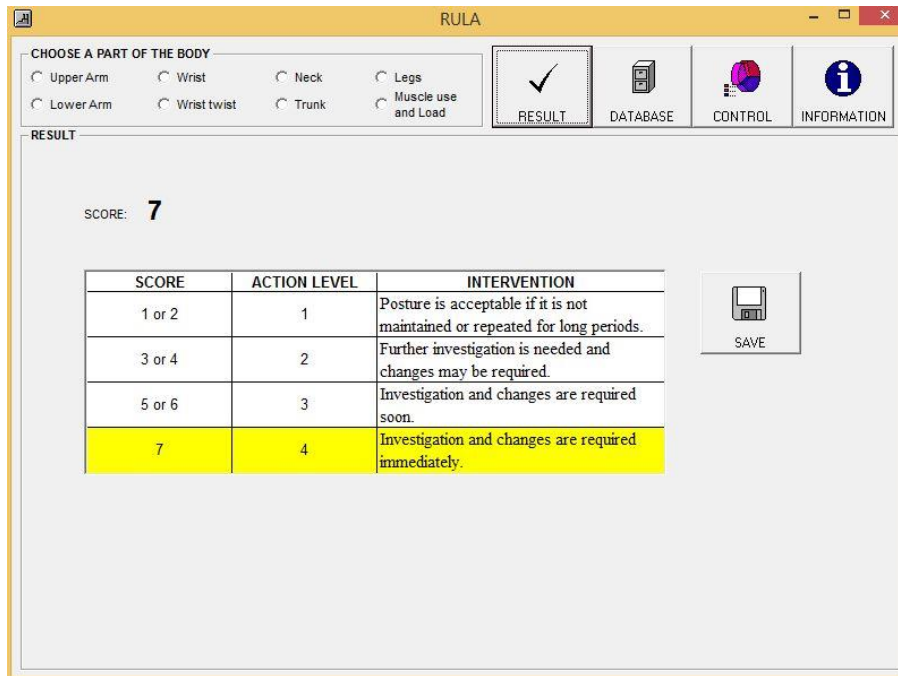 RULA
CHOOSE A PART OF THE BODY
Upper Arm Wrist Neck Legs
Lower Arm Wrist twist Trunk Muscle use
and Load
RESULT DATABASE CONTROL INFORMATION
RESULT
SCORE: 7
SCORE ACTION LEVEL INTERVENTION
1 or 2 1 Posture is acceptable if it is not
maintained or repeated for long periods.
3 or 4 2 Further investigation is needed and
changes may be required.
5 or 6 3 Investigation and changes are required
soon.
7 4 Investigation and changes are required
immediately.
SAVE